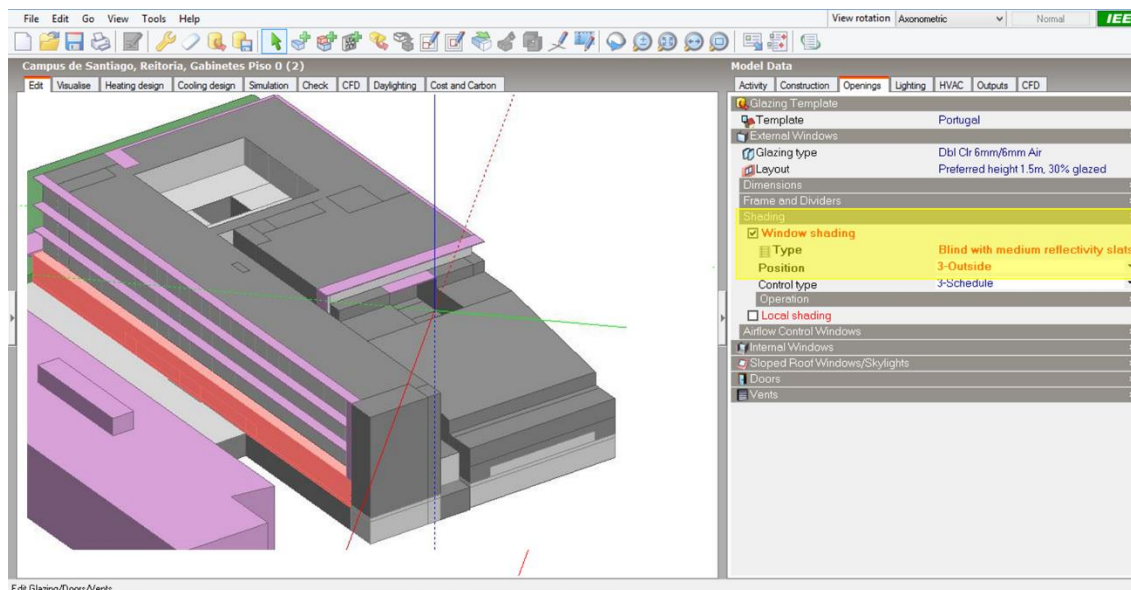 File Edit Go View Tools Help
View rotation Axonometric Normal
Campus de Santiago, Reitoria, Gabinetes Piso 0 (2)
Edit Visualise Heating design Cooling design Simulation Check CFD Daylighting Cost and Carbon
Model Data
Activity Construction Openings Lighting HVAC Outputs CFD
Glazing Template
Template Portugal
External Windows
Glazing type Dbl Clr 6mm/6mm Air
Layout Preferred height 1.5m, 30% glazed
Dimensions
Frame and Dividers
Shading
Window shading
Type Blind with medium reflectivity slats
Position 3-Outside
Control type 3-Schedule
Operation
Local shading
Airflow Control Windows
Internal Windows
Sloped Roof Windows/Skylights
Doors
Vents
Edit Glazing/Doors/Vents